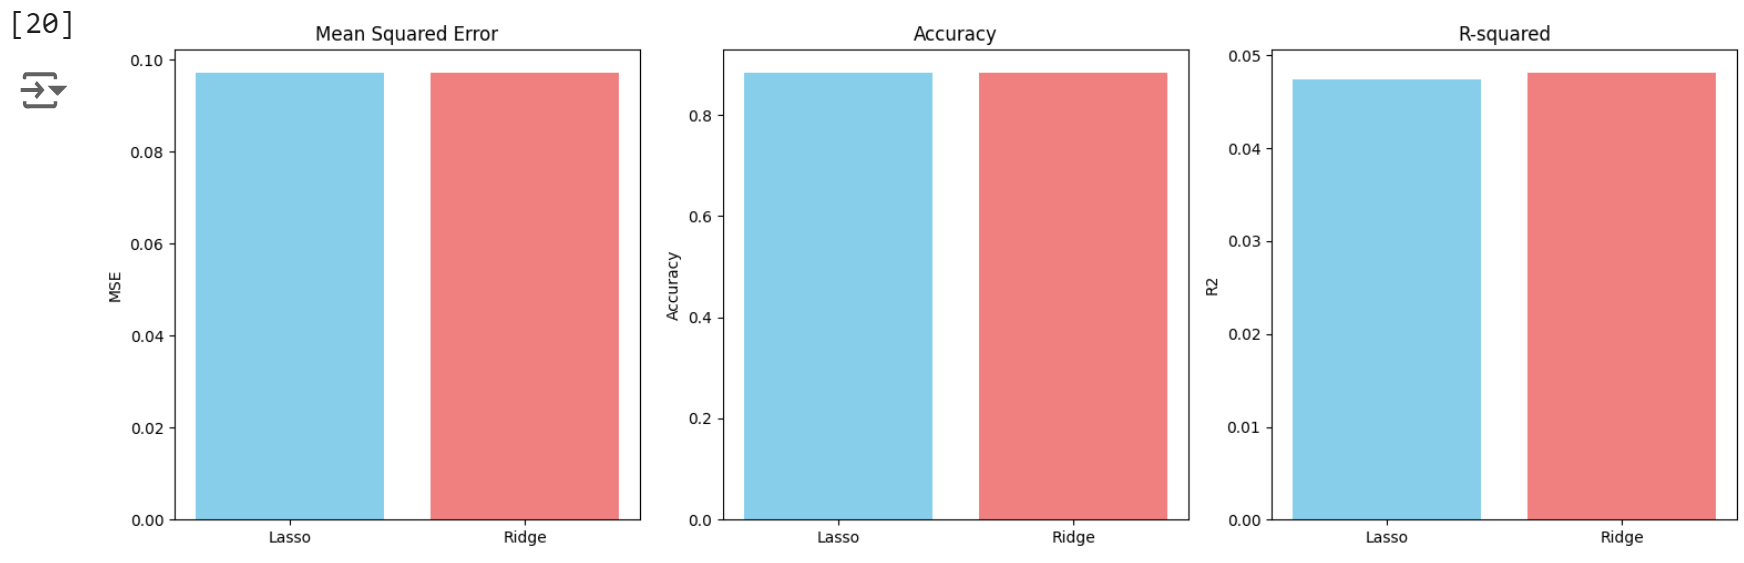 [20]
Mean Squared Error
MSE
0.10
0.08
0.06
0.04
0.02
0.00
Lasso Ridge
Accuracy
Accuracy
0.8
0.6
0.4
0.2
0.0
Lasso Ridge
R-squared
R2
0.05
0.04
0.03
0.02
0.01
0.00
Lasso Ridge